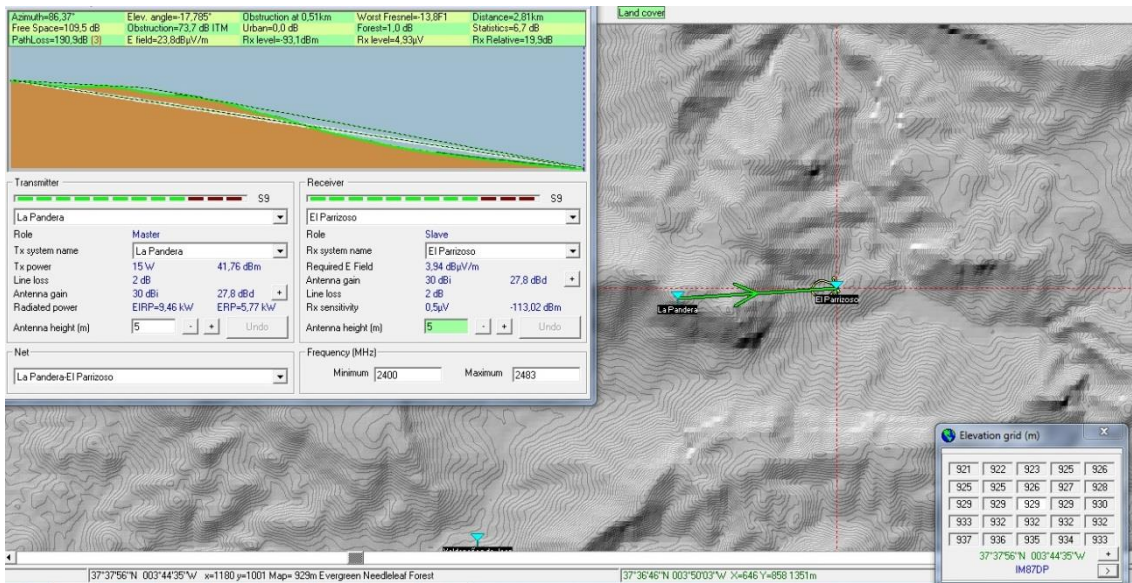 Azimuth=86,37° Elev. angle=-17,785° Obstruction at 0,51km Worst Fresnel=-13,8F1 Distance=2,81km
Free Space=109,5 dB Obstruction=73,7 dB ITM Urban=0,0 dB Forest=1,0 dB Statistics=6,7 dB
PathLoss=190,9dB (3) E field=23,8dBµV/m Rx level=-93,1dBm Rx level=4,93µV Rx Relative=19,9dB
Land cover
Transmitter
S9
La Pandera
Role Master
Tx system name La Pandera
Tx power 15 W 41,76 dBm
Line loss 2 dB
Antenna gain 30 dBi 27,8 dBd +
Radiated power EIRP=9,46 kW ERP=5,77 kW
Antenna height (m) 5 - + Undo
Receiver
S9
El Parrizoso
Role Slave
Rx system name El Parrizoso
Required E Field 3,94 dBµV/m
Antenna gain 30 dBi 27,8 dBd +
Line loss 2 dB
Rx sensitivity 0,5µV -113,02 dBm
Antenna height (m) 5 - + Undo
Net
La Pandera-El Parrizoso
Frequency (MHz)
Minimum 2400 Maximum 2483
La Pandera
El Parrizoso
Elevation grid (m) X
921 922 923 925 926
925 925 926 927 928
929 929 929 929 930
933 932 932 932 932
937 936 935 934 933
37°37'56"N 003°44'35"W +
IM87DP >
37°37'56"N 003°44'35"W x=1180 y=1001 Map= 929m Evergreen Needleleaf Forest
37°36'46"N 003°50'03"W X=646 Y=858 1351m